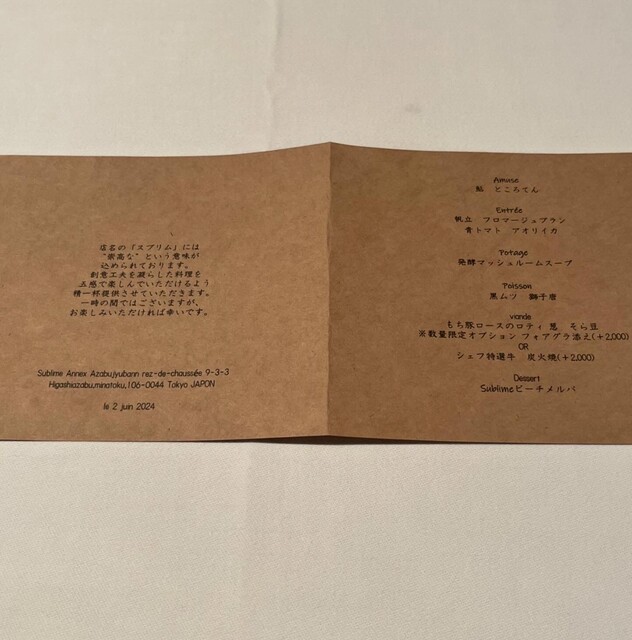 店名の「スブリム」には
"崇高な"という意味が
込められております。
創意工夫を凝らした料理を
五感で楽しんでいただけるよう
精一杯提供させていただきます。
一時の間ではございますが、
お楽しみいただければ幸いです。
Sublime Annex Azabujyubann rez-de-chaussée 9-3-3
Higashiazabu,minatoku,106-0044 Tokyo JAPON
le 2 juin 2024
Amuse
鮎 ところてん
Entrée
帆立 フロマージュブラン
青トマト アオリイカ
Potage
発酵マッシュルームスープ
Poisson
黒ムツ 獅子唐
viande
もち豚ロースのロティ 葱 そら豆
※数量限定オプション フォアグラ添え(+2,000)
OR
シェフ特選牛 炭火焼(+2,000)
Dessert
Sublimeピーチメルバ